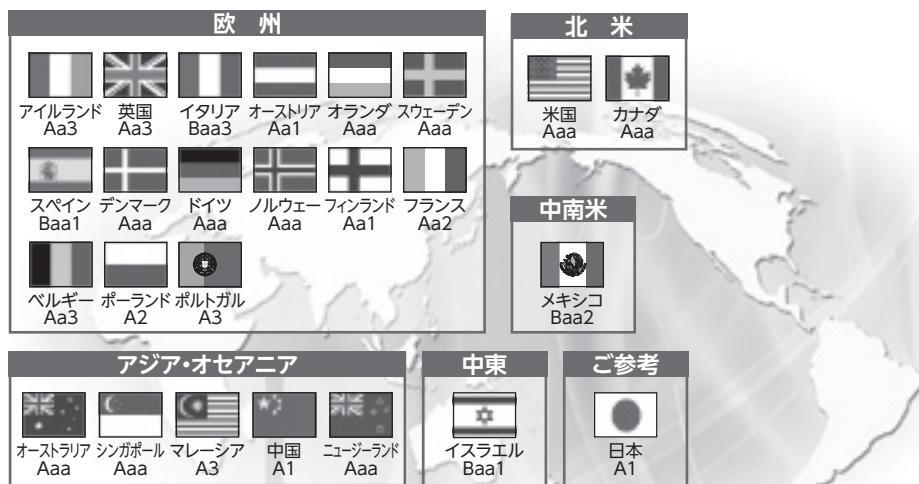 欧 州
アイルランド 英国 イタリア オーストリア オランダ スウェーデン
Aa3 Aa3 Baa3 Aa1 Aaa Aaa
スペイン デンマーク ドイツ ノルウェー フィンランド フランス
Baa1 Aaa Aaa Aaa Aa1 Aa2
ベルギー ポーランド ポルトガル
Aa3 A2 A3
北 米
米国 カナダ
Aaa Aaa
中南米
メキシコ
Baa2
アジア・オセアニア
オーストラリア シンガポール マレーシア 中国 ニュージーランド
Aaa Aaa A3 A1 Aaa
中東
イスラエル
Baa1
ご参考
日本
A1